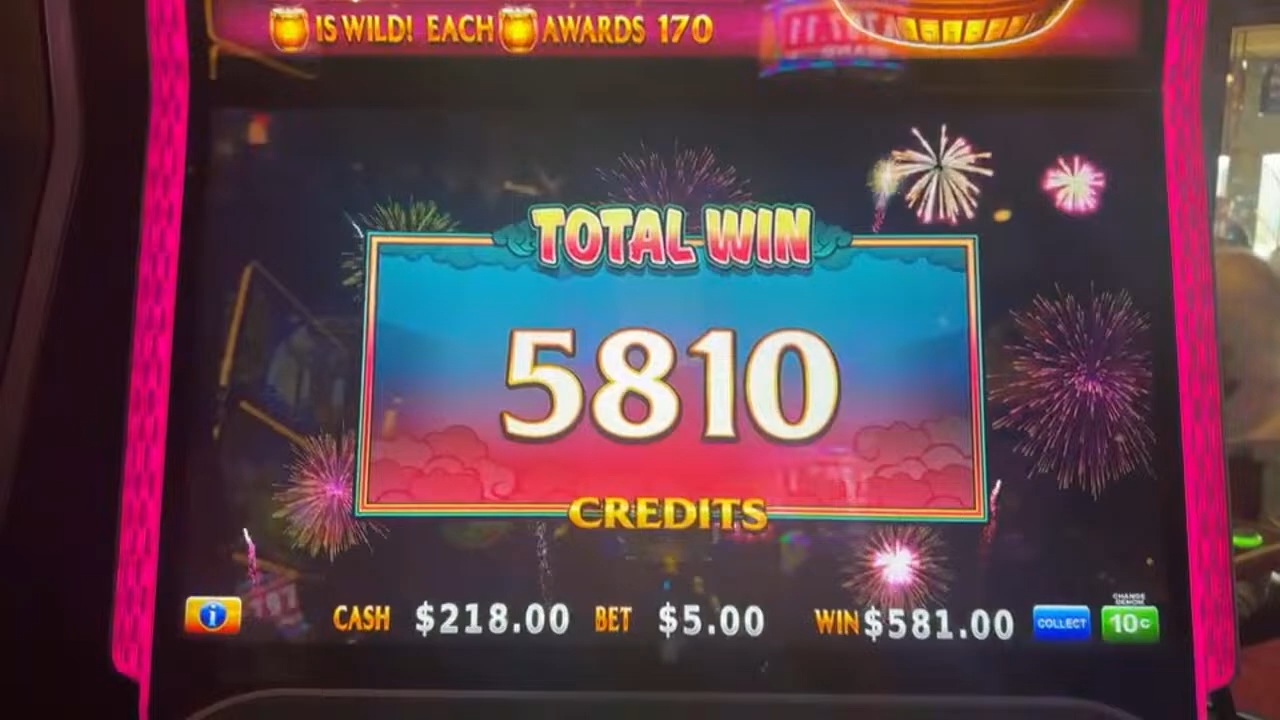 IS WILD! EACH AWARDS 170
TOTAL WIN
5810
CREDITS
CASH $218.00 BET $5.00 WIN $581.00 COLLECT
CHANGE DENOM
10¢